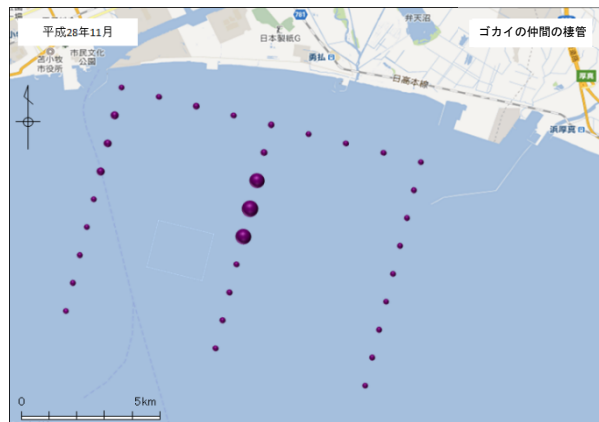 平成28年11月
ゴカイの仲間の棲管
781
弁天沼
日本製紙G
勇払
市民文化
公園
苫小牧
市役所
日高本線
厚真
浜厚真
0 5km